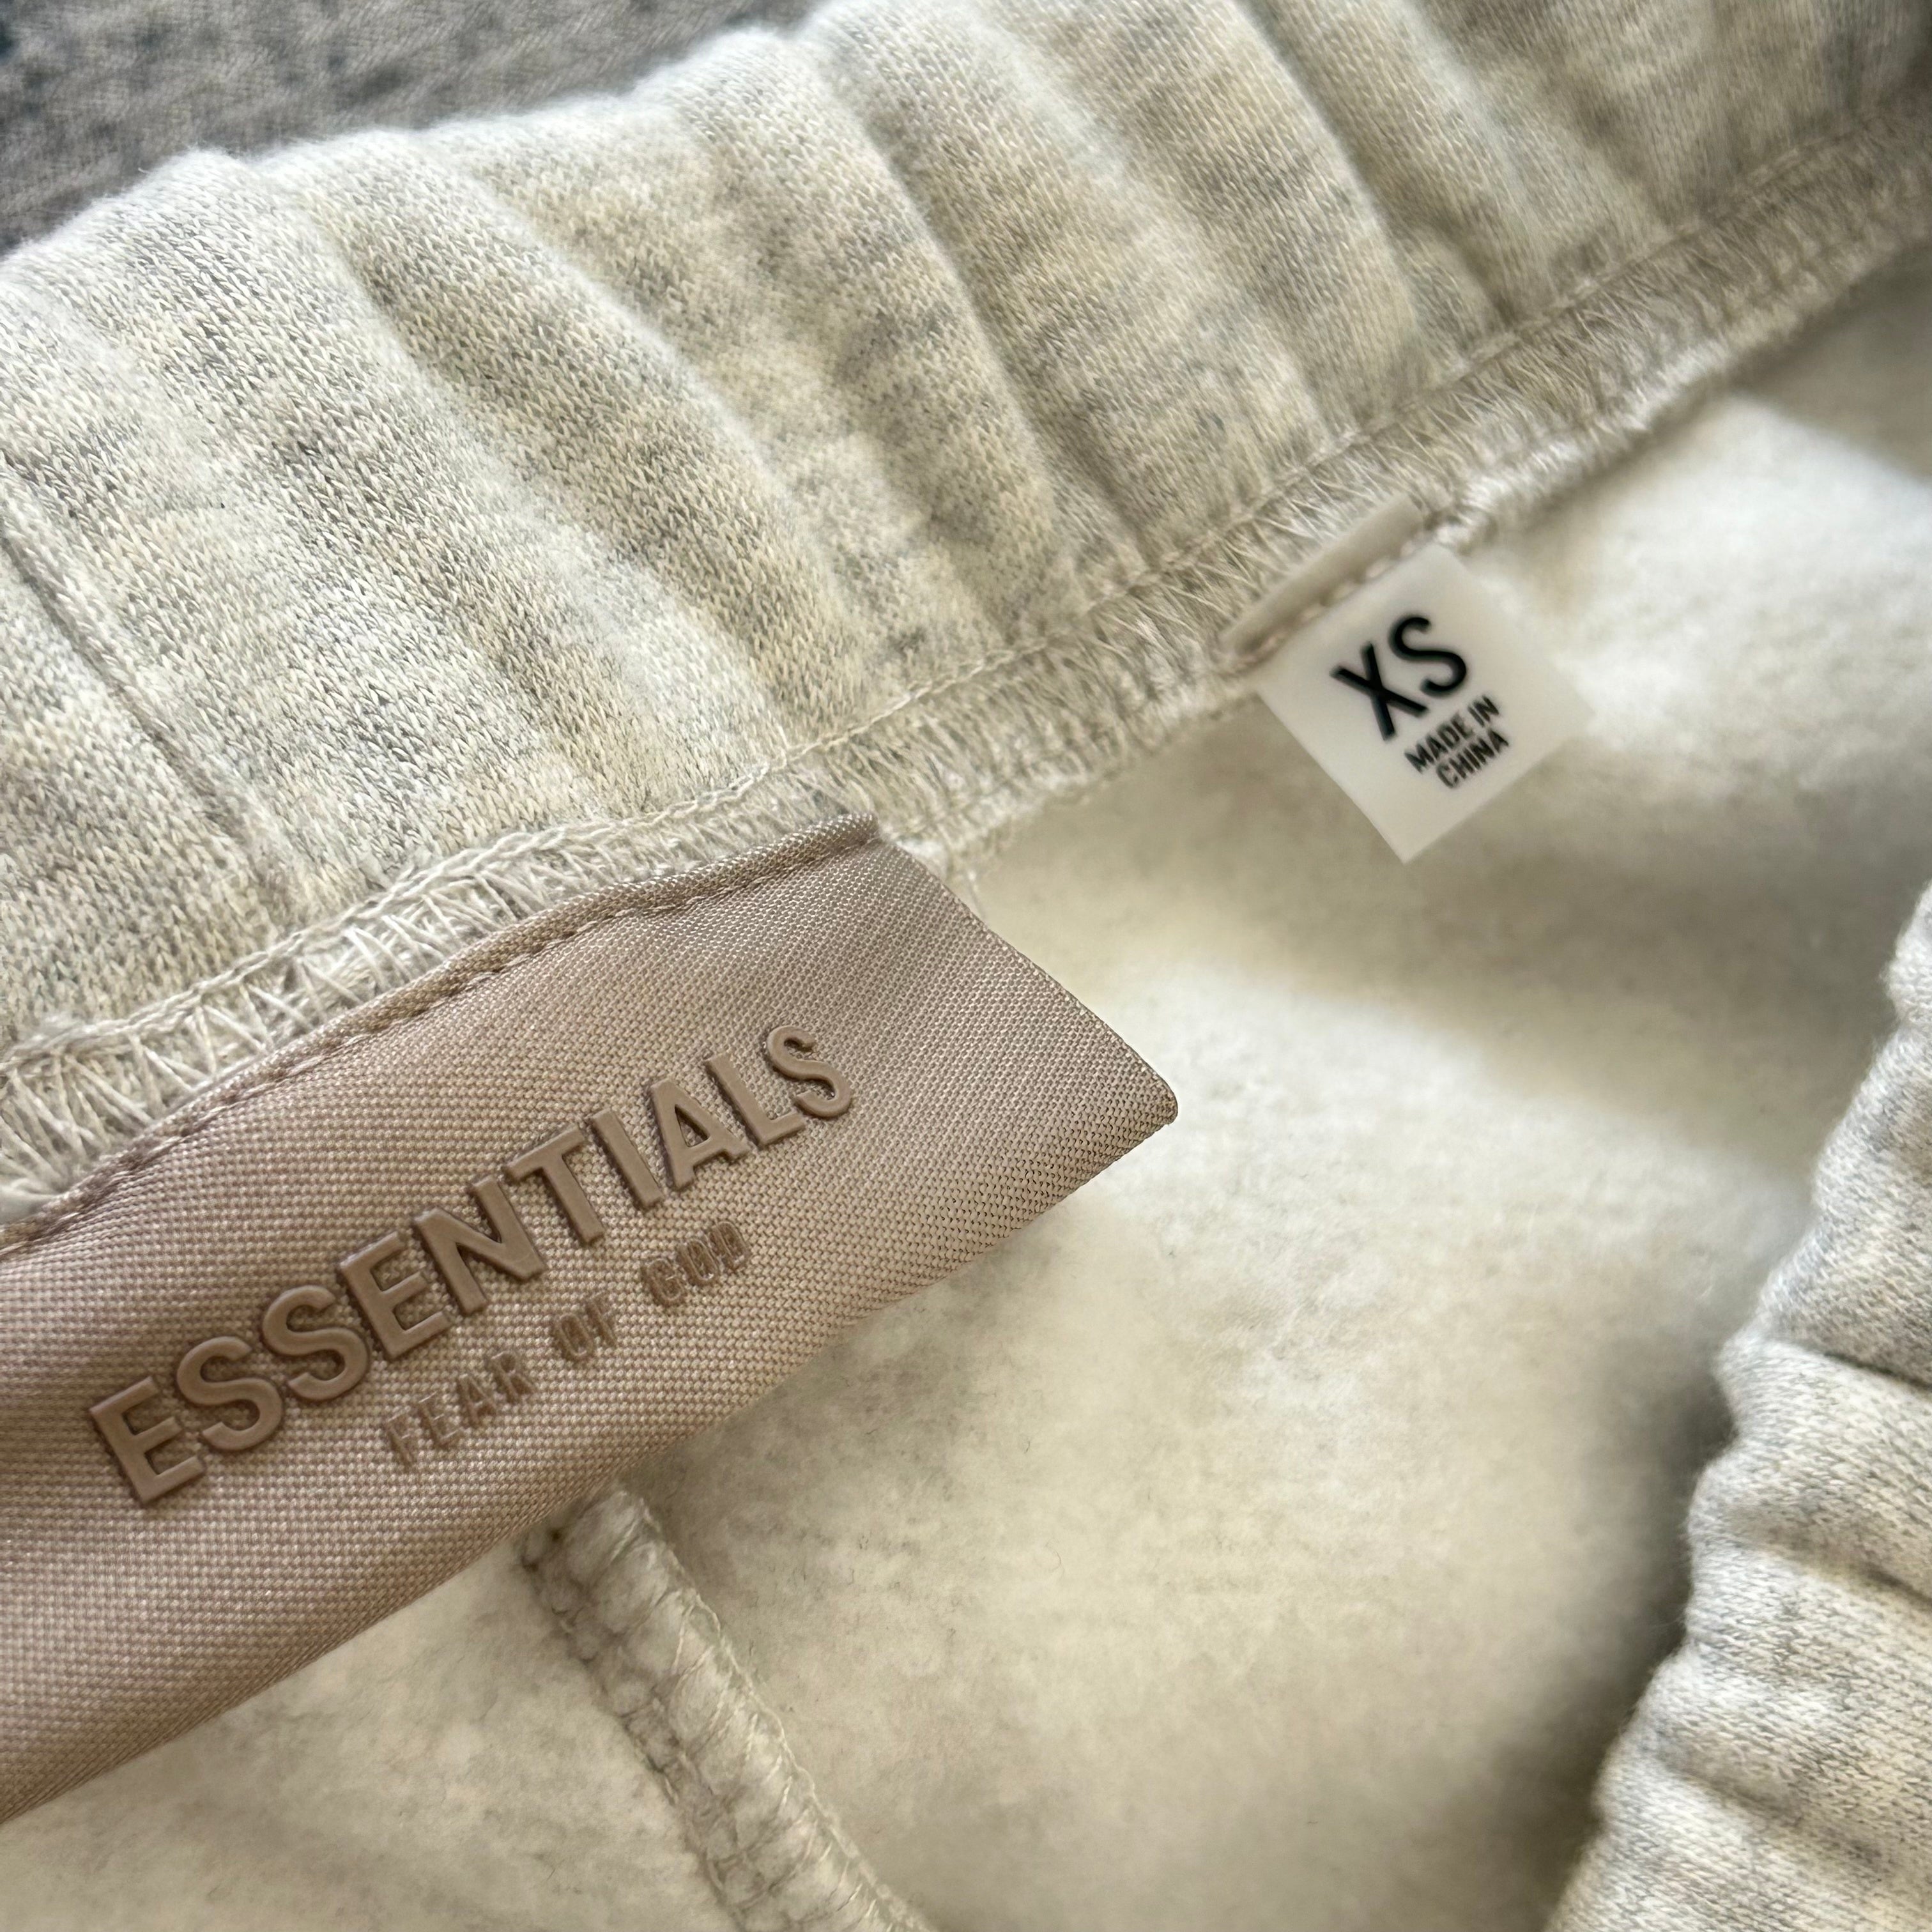 XS
MADE IN
CHINA
ESSENTIALS
FEAR OF GOD